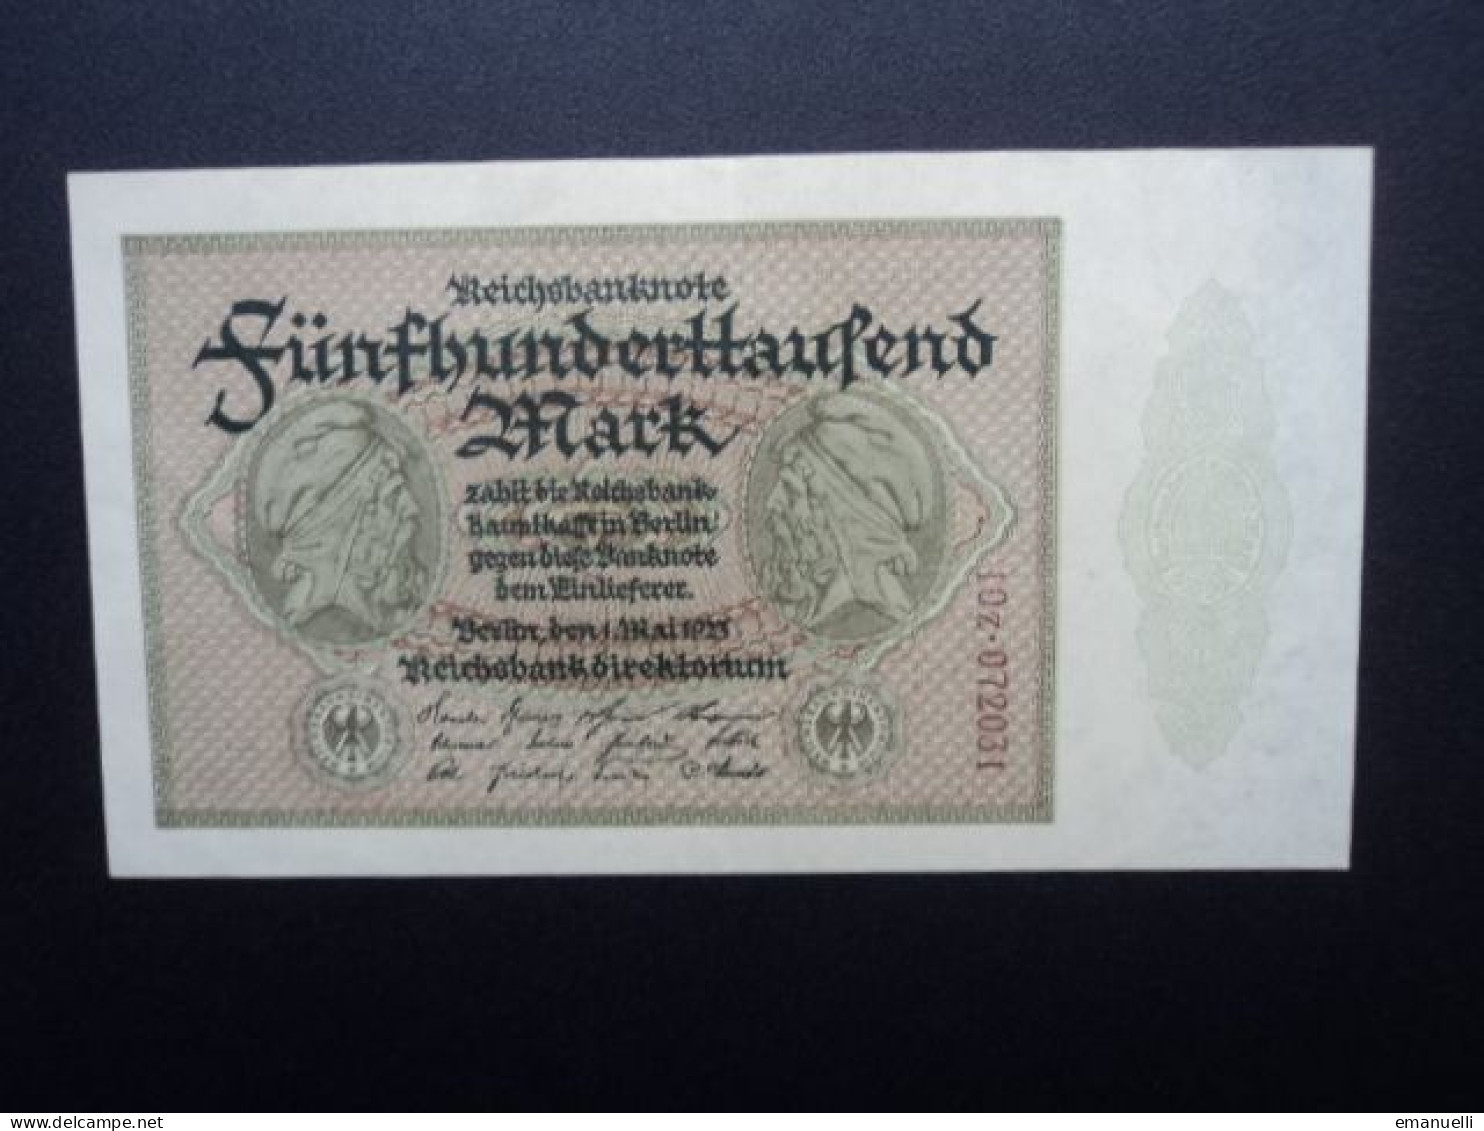 Reichsbanknote
Fünfhunderttausend
Mark
zahlt die Reichsbank-
hauptkasse in Berlin
gegen diese Banknote
dem Einlieferer.
Berlin, den 1. Mai 1923
Reichsbankdirektorium
10Z·072031
delcampe.net
emanuelli